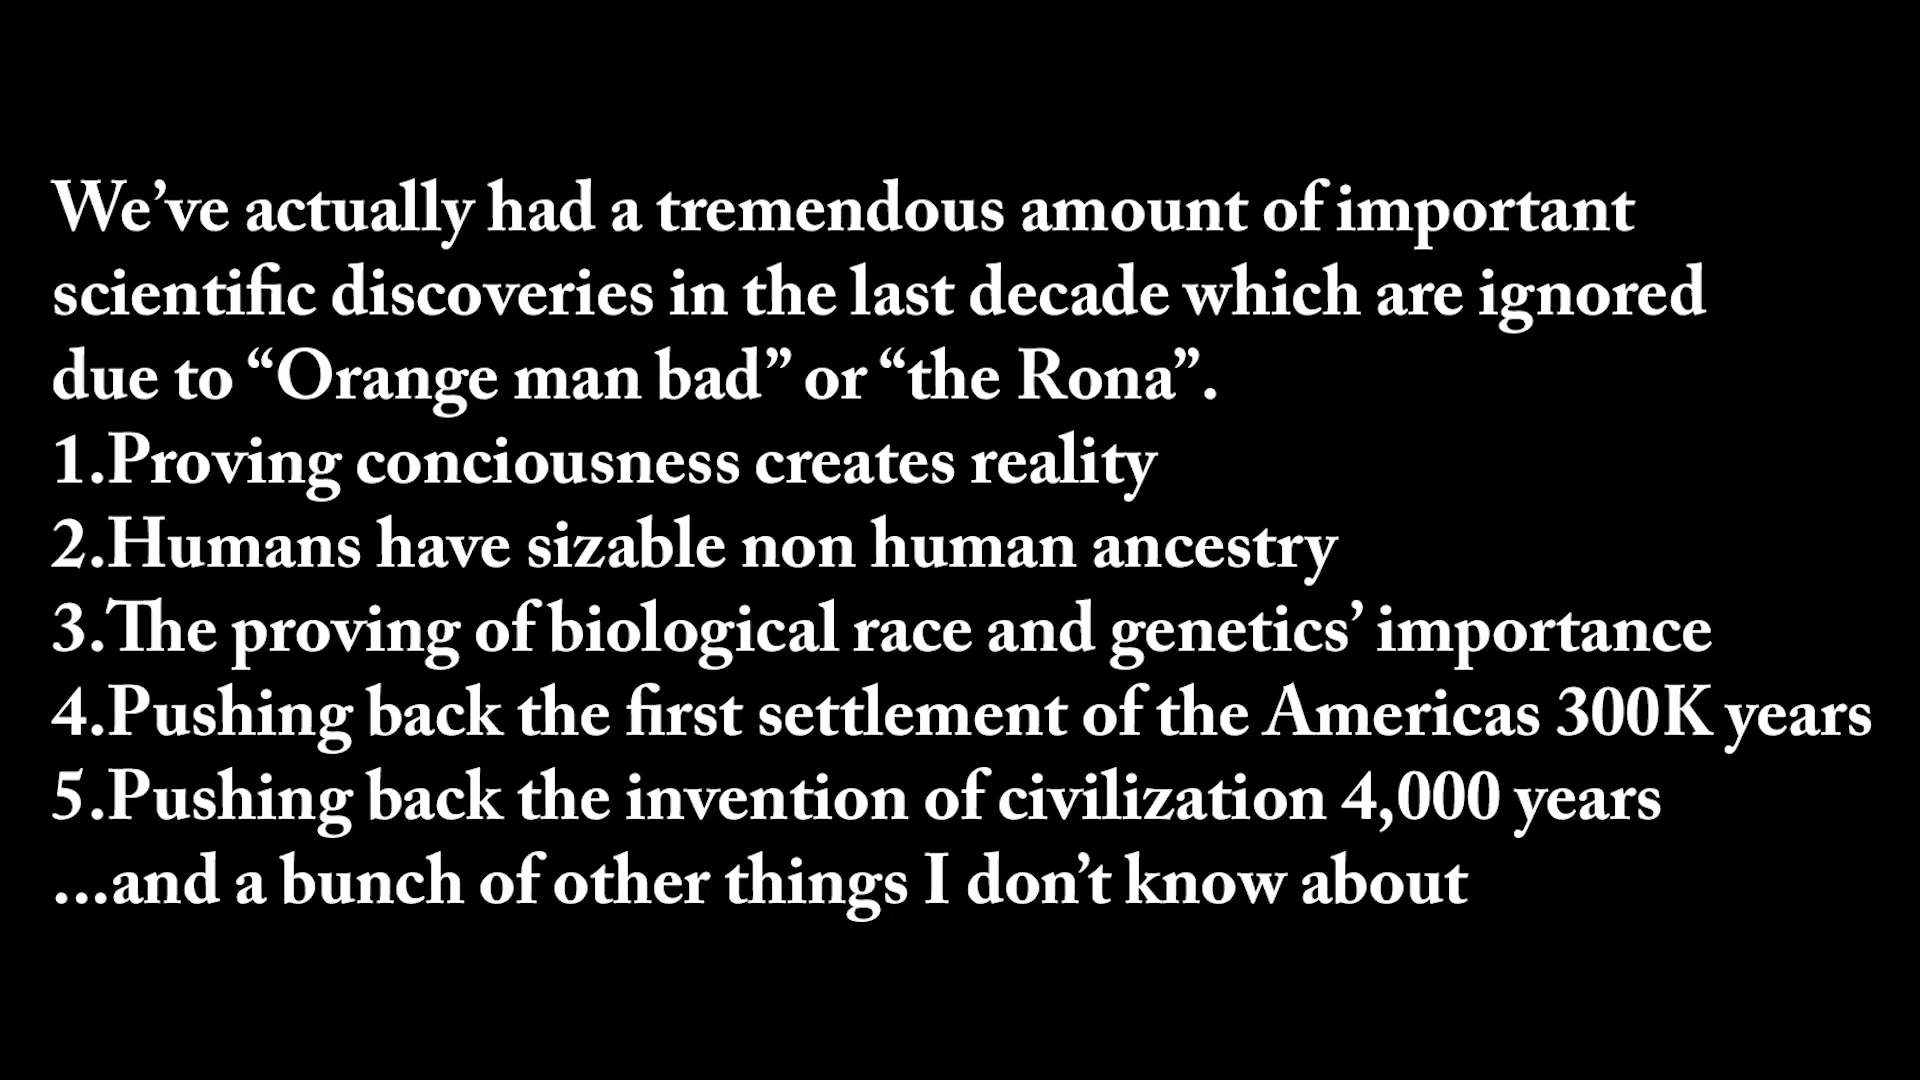 We’ve actually had a tremendous amount of important
scientific discoveries in the last decade which are ignored
due to “Orange man bad” or “the Rona”.
1.Proving conciousness creates reality
2.Humans have sizable non human ancestry
3.The proving of biological race and genetics’ importance
4.Pushing back the first settlement of the Americas 300K years
5.Pushing back the invention of civilization 4,000 years
...and a bunch of other things I don’t know about